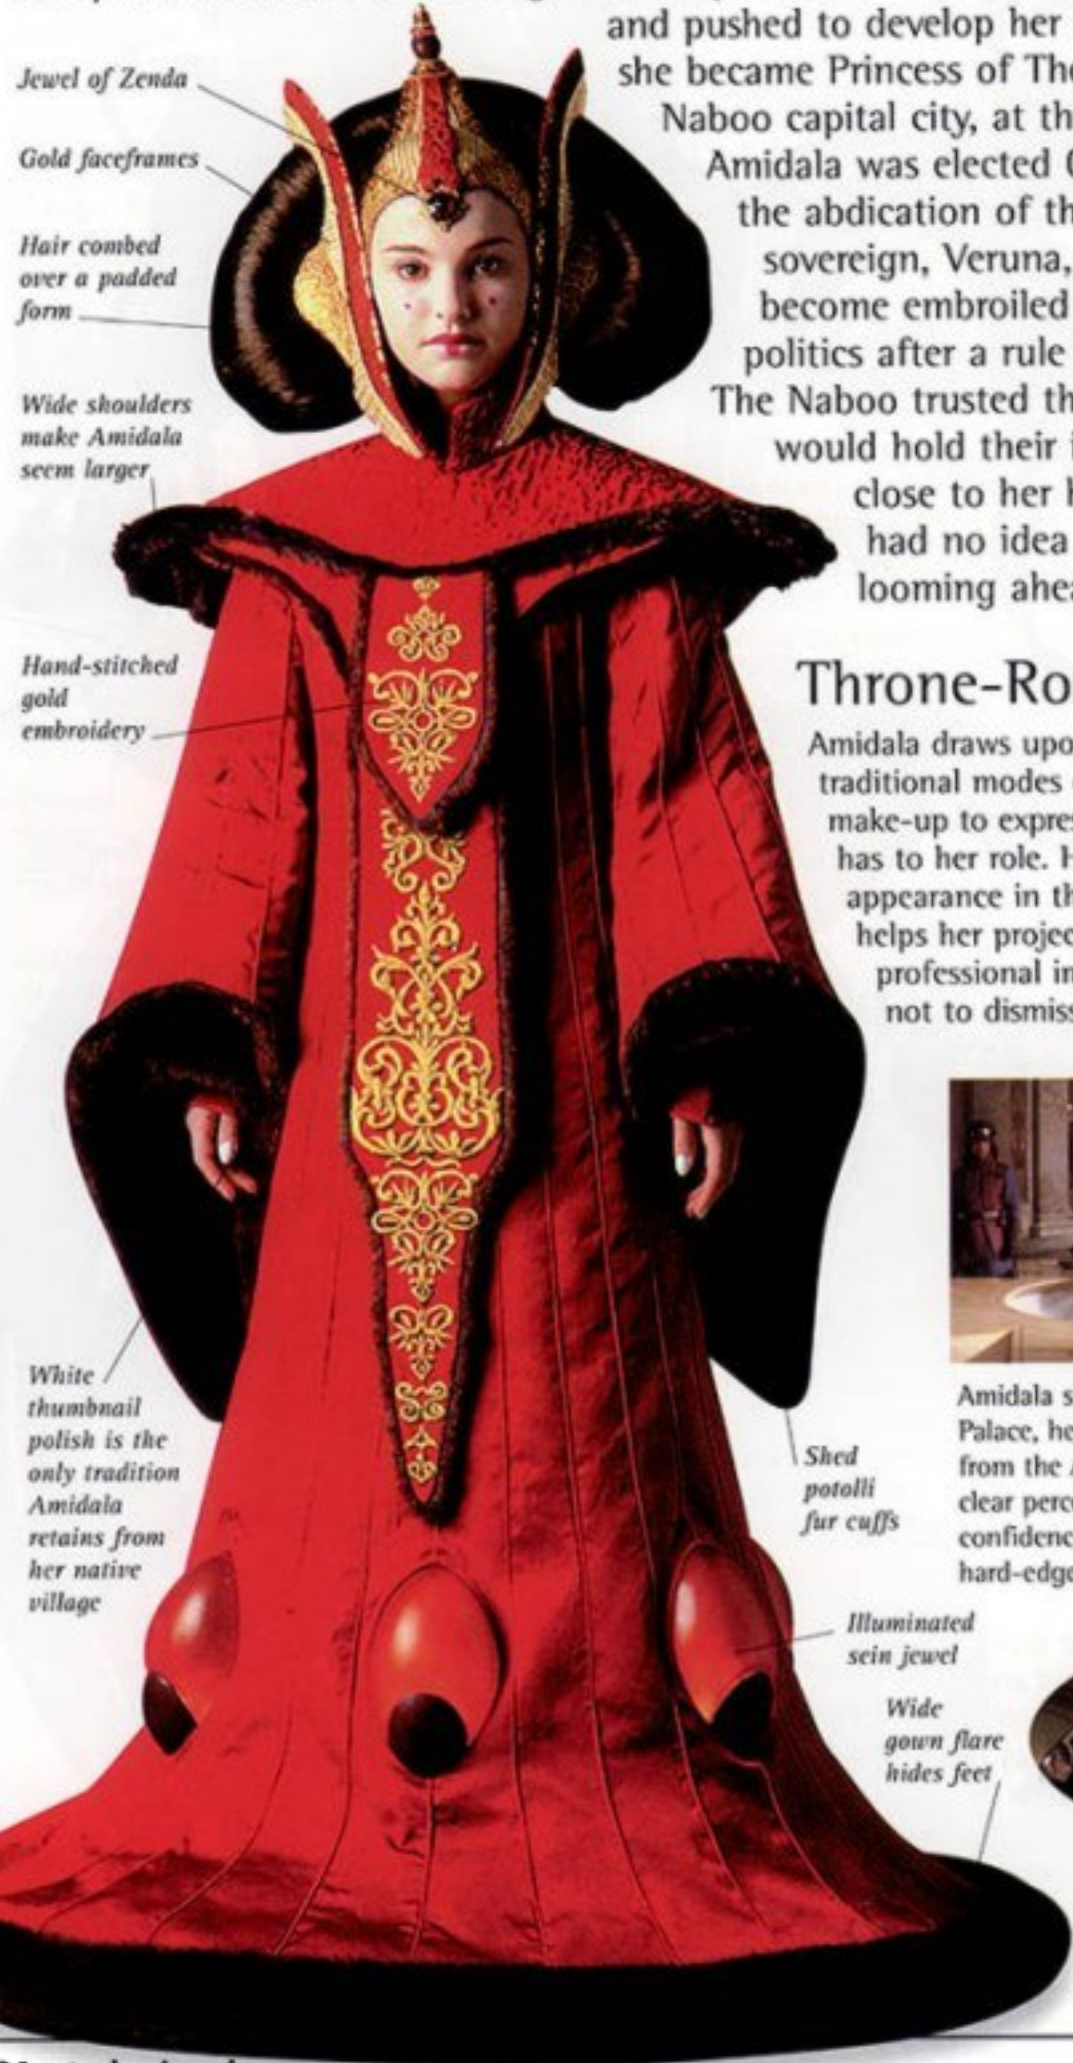 and pushed to develop her
she became Princess of The
Naboo capital city, at th
Amidala was elected
the abdication of th
sovereign, Veruna,
become embroiled
politics after a rule
The Naboo trusted th
would hold their i
close to her h
had no idea
looming ahea
Jewel of Zenda
Gold faceframes
Hair combed
over a padded
form
Wide shoulders
make Amidala
seem larger
Hand-stitched
gold
embroidery
Throne-Ro
Amidala draws upo
traditional modes
make-up to expres
has to her role. H
appearance in th
helps her projec
professional in
not to dismiss
White
thumbnail
polish is the
only tradition
Amidala
retains from
her native
village
Shed
potolli
fur cuffs
Amidala s
Palace, he
from the
clear perc
confidenc
hard-edge
Illuminated
sein jewel
Wide
gown flare
hides feet